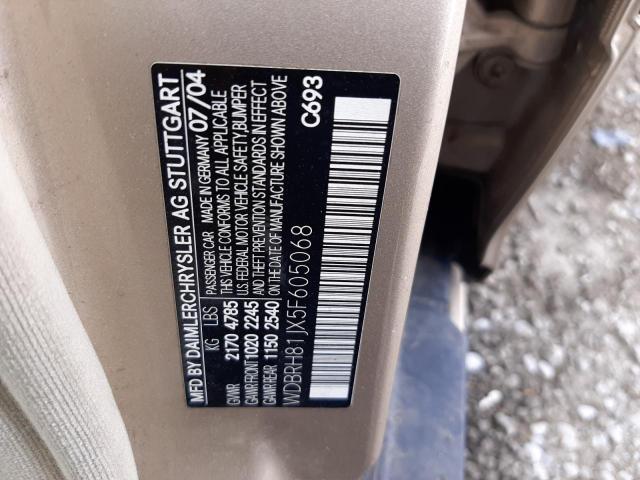 MFD BY DAIMLERCHRYSLER AG STUTTGART
PASSENGER CAR MADE IN GERMANY 07/04
KG LBS THIS VEHICLE CONFORMS TO ALL APPLICABLE
GVWR 2170 4785 U.S. FEDERAL MOTOR VEHICLE SAFETY, BUMPER
GAWR FRONT 1020 2245 AND THEFT PREVENTION STANDARDS IN EFFECT
GAWR REAR 1150 2540 ON THE DATE OF MANUFACTURE SHOWN ABOVE
WDBRH81JX5F605068 C693